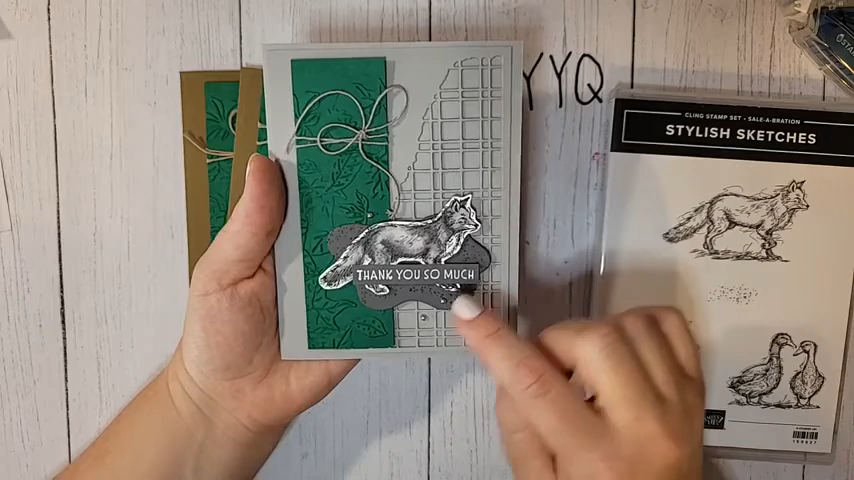 YYQ
CLING STAMP SET • SALE-A-BRATION
STYLISH SKETCHES
THANK YOU SO MUCH